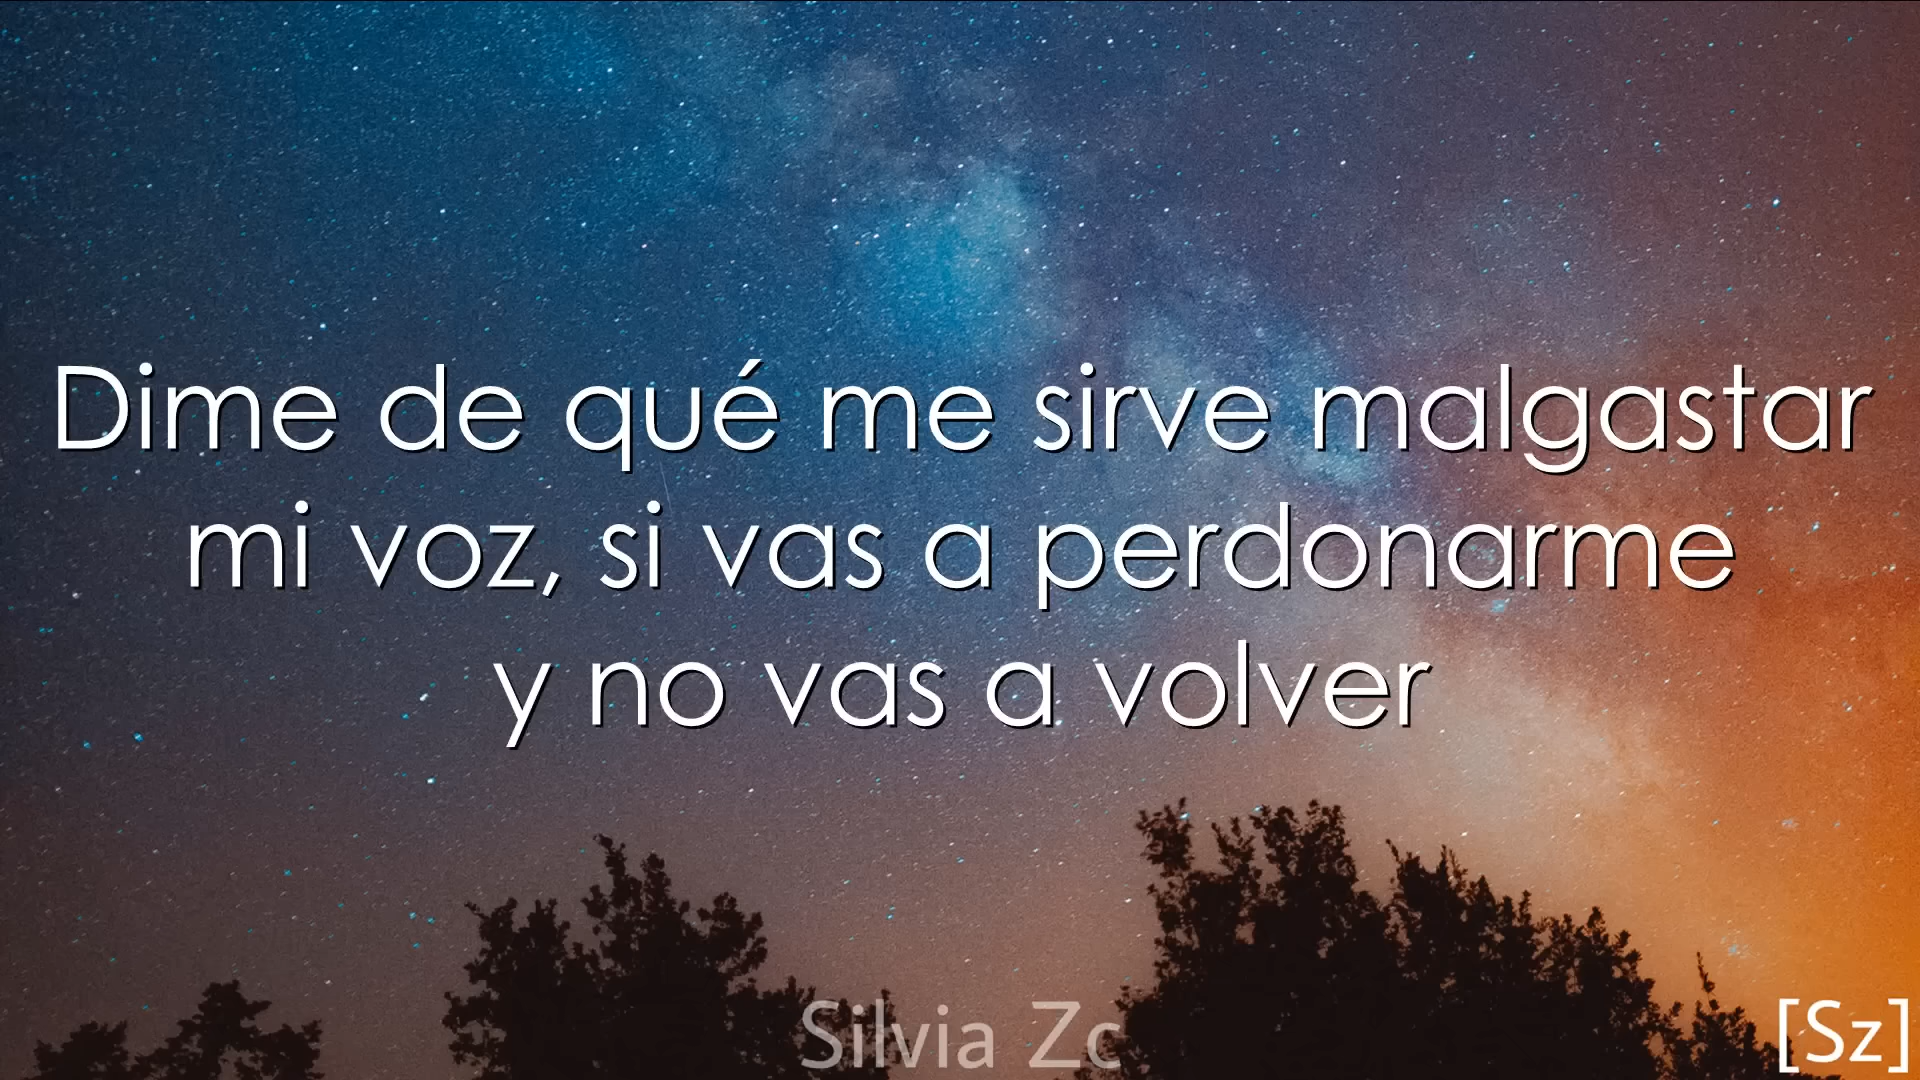 Dime de qué me sirve malgastar
mi voz, si vas a perdonarme
y no vas a volver
Silvia Zc
[Sz]